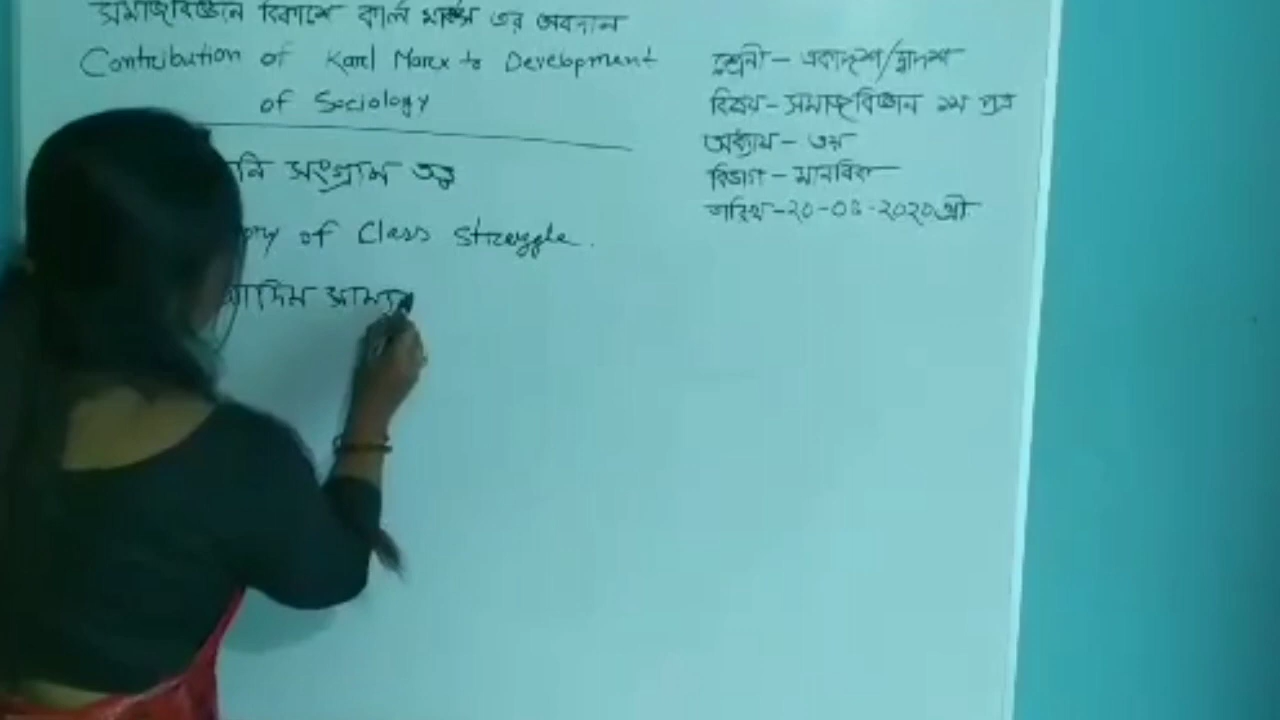 সমাজবিজ্ঞান বিকাশে কার্ল মার্কস এর অবদান
Contribution of Karl Marx to Development
of Sociology
সংগ্রাম তত্ত্ব
of Class Struggle.
আদিম
শ্রেনী - একাদশ/দ্বাদশ
বিষয় - সমাজবিজ্ঞান ১ম পত্র
অধ্যায় - ৩য়
বিভাগ - মানবিক
তারিখ - ২০-০৪-২০২০খ্রী